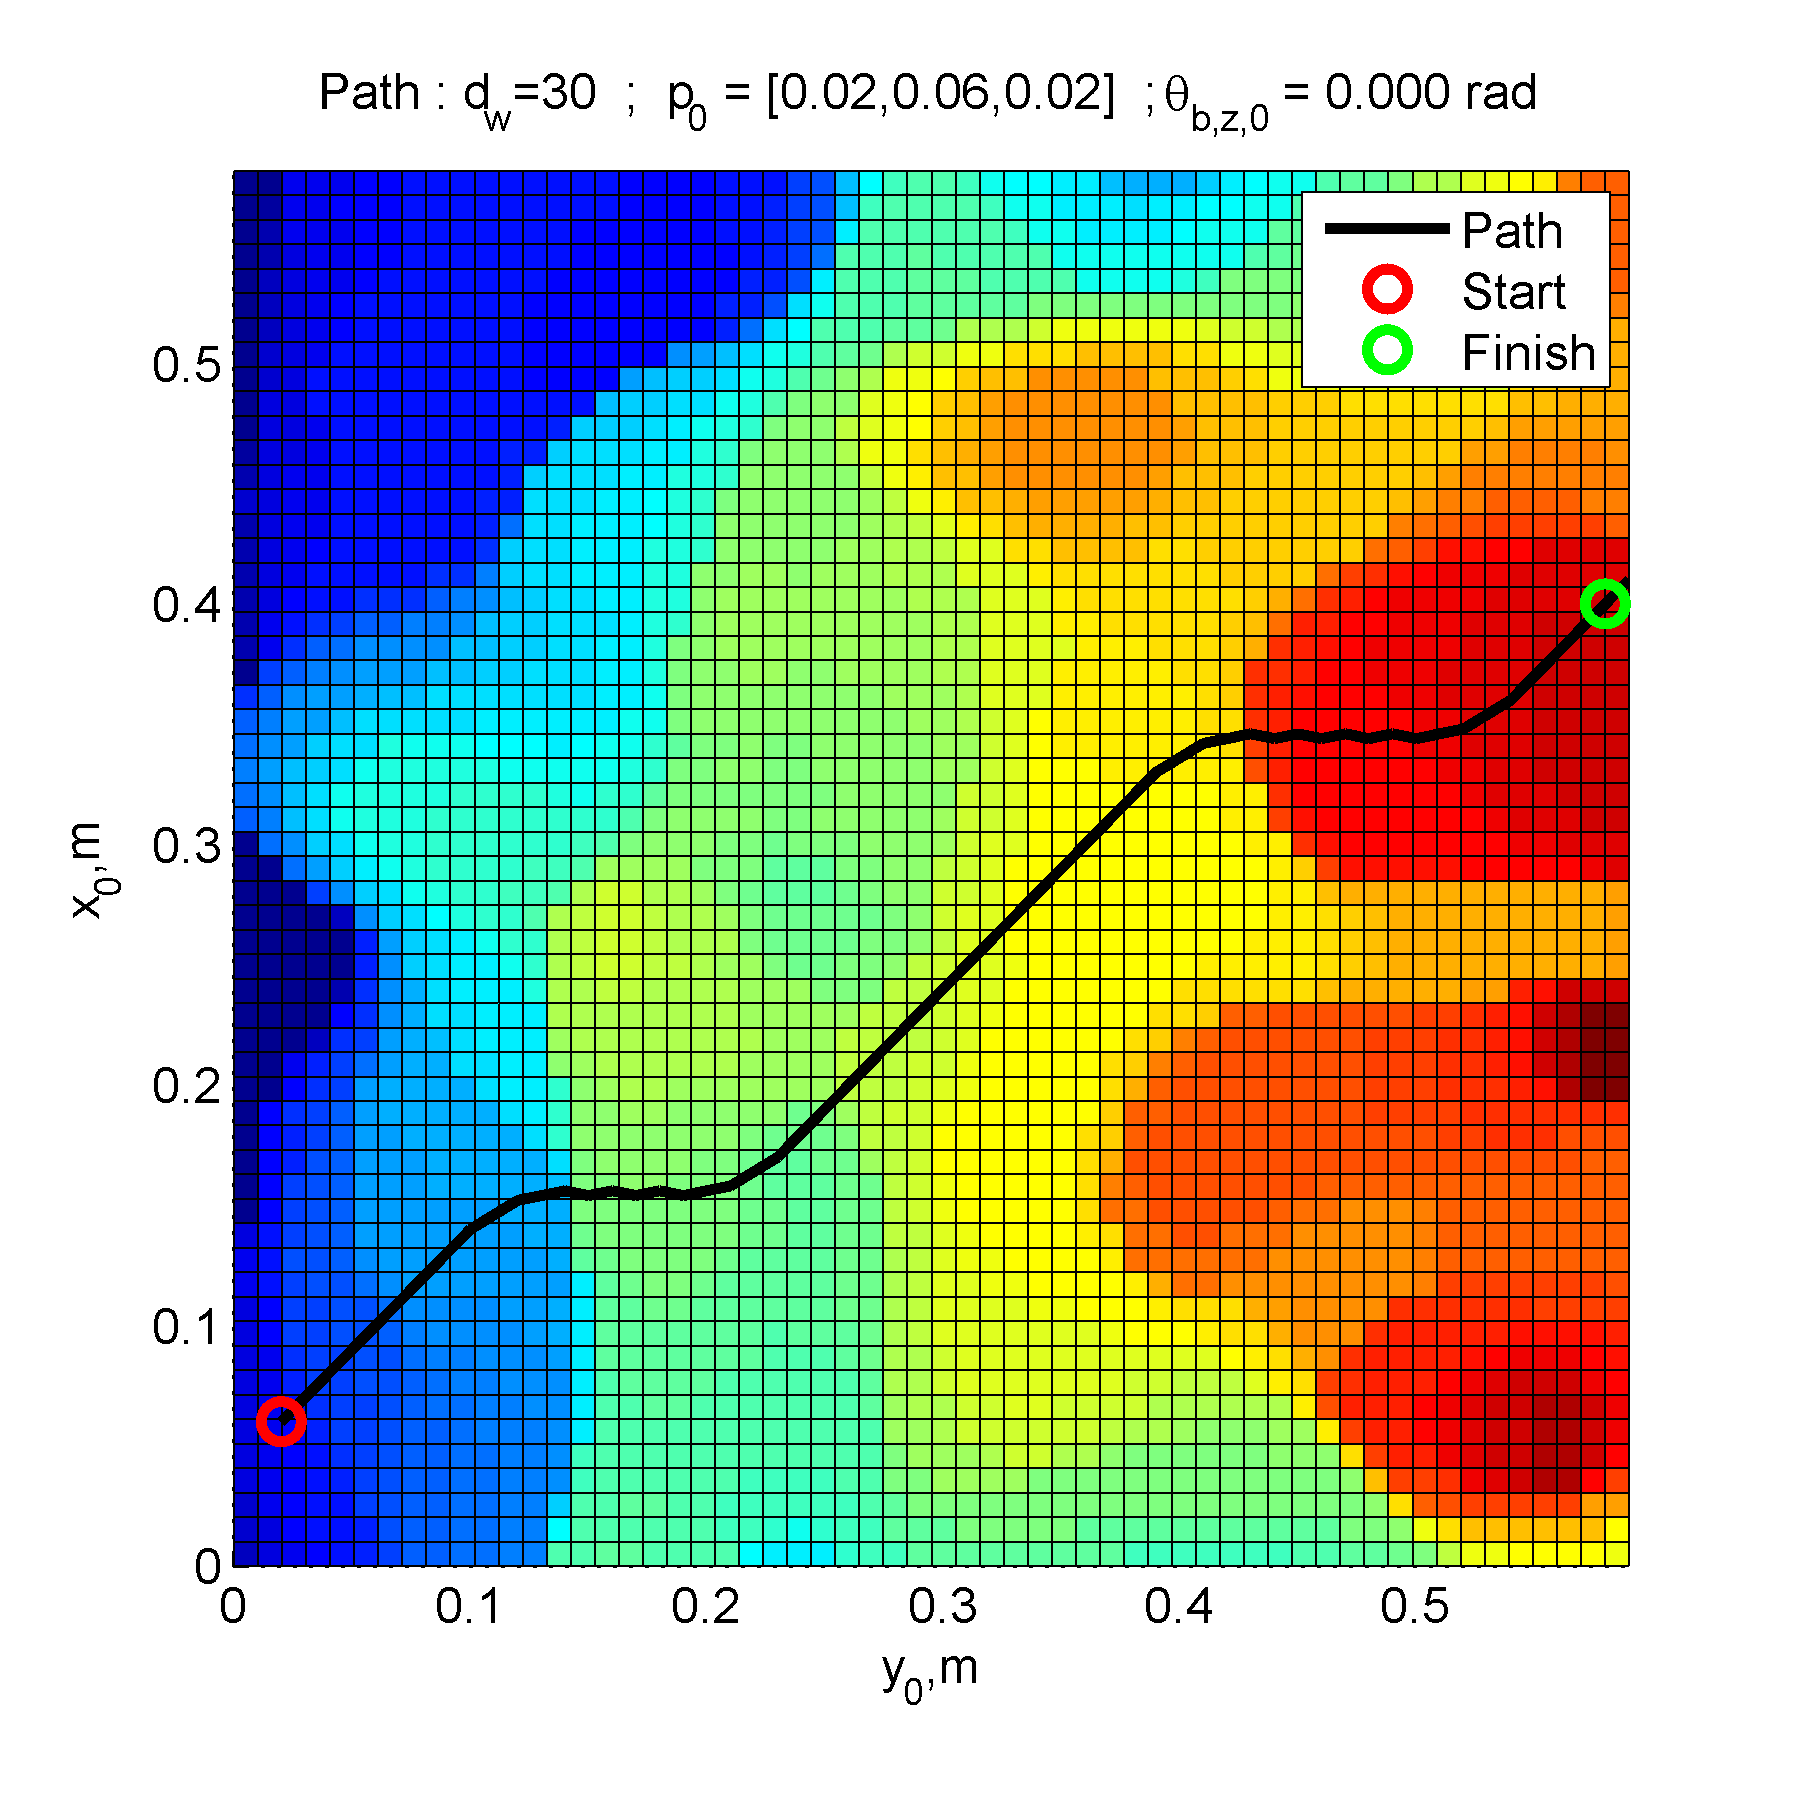 Path : d_w=30 ; p_0 = [0.02,0.06,0.02] ; θ_b,z,0 = 0.000 rad
Path
Start
Finish
0.5
0.4
0.3
0.2
0.1
0
x_0,m
0 0.1 0.2 0.3 0.4 0.5
y_0,m